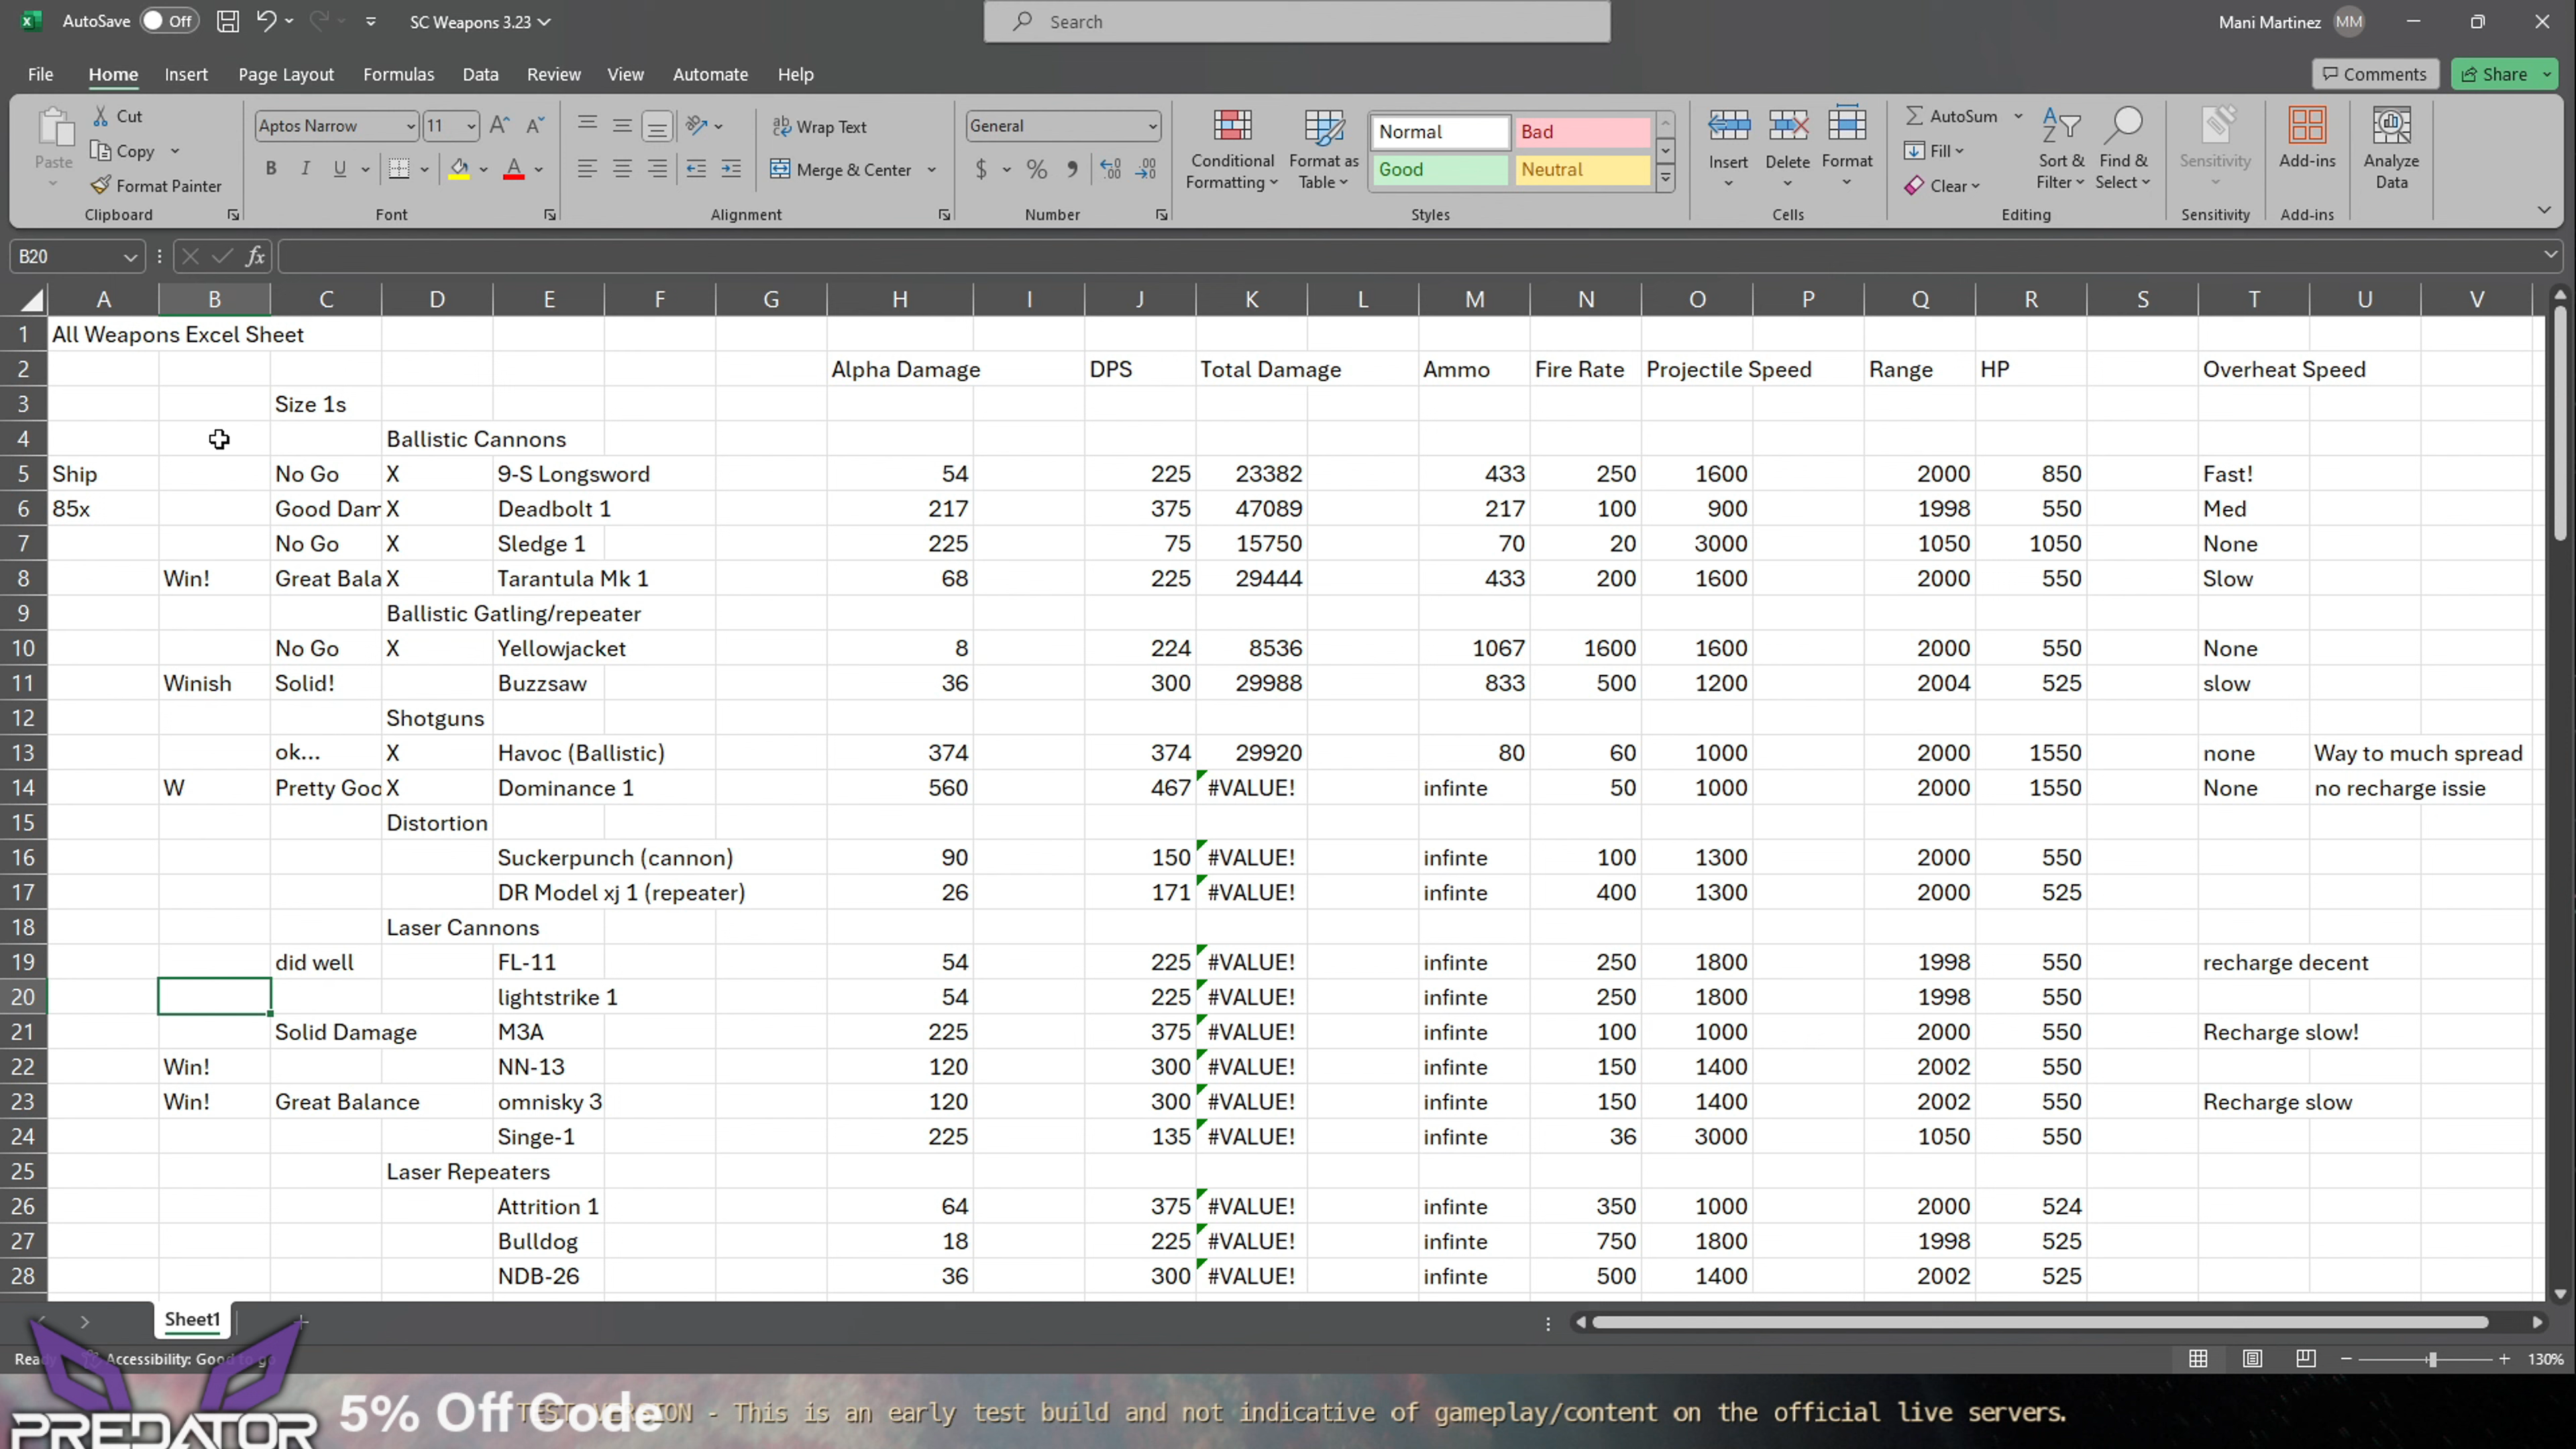 AutoSave Off SC Weapons 3.23 Search Mani Martinez MM
File Home Insert Page Layout Formulas Data Review View Automate Help Comments Share
Paste Cut Copy Format Painter Clipboard
Aptos Narrow 11 B I U A Font
Wrap Text Merge & Center Alignment
General $ % Number
Conditional Formatting Format as Table Normal Bad Good Neutral Styles
Insert Delete Format Cells
AutoSum Fill Clear Sort & Filter Find & Select Editing
Sensitivity Sensitivity Add-ins Add-ins Analyze Data
B20 fx
A B C D E F G H I J K L M N O P Q R S T U V
1 All Weapons Excel Sheet
2 Alpha Damage DPS Total Damage Ammo Fire Rate Projectile Speed Range HP Overheat Speed
3 Size 1s
4 Ballistic Cannons
5 Ship No Go X 9-S Longsword 54 225 23382 433 250 1600 2000 850 Fast!
6 85x Good Dam X Deadbolt 1 217 375 47089 217 100 900 1998 550 Med
7 No Go X Sledge 1 225 75 15750 70 20 3000 1050 1050 None
8 Win! Great Bala X Tarantula Mk 1 68 225 29444 433 200 1600 2000 550 Slow
9 Ballistic Gatling/repeater
10 No Go X Yellowjacket 8 224 8536 1067 1600 1600 2000 550 None
11 Winish Solid! Buzzsaw 36 300 29988 833 500 1200 2004 525 slow
12 Shotguns
13 ok... X Havoc (Ballistic) 374 374 29920 80 60 1000 2000 1550 none Way to much spread
14 W Pretty Goo X Dominance 1 560 467 #VALUE! infinte 50 1000 2000 1550 None no recharge issie
15 Distortion
16 Suckerpunch (cannon) 90 150 #VALUE! infinte 100 1300 2000 550
17 DR Model xj 1 (repeater) 26 171 #VALUE! infinte 400 1300 2000 525
18 Laser Cannons
19 did well FL-11 54 225 #VALUE! infinte 250 1800 1998 550 recharge decent
20 lightstrike 1 54 225 #VALUE! infinte 250 1800 1998 550
21 Solid Damage M3A 225 375 #VALUE! infinte 100 1000 2000 550 Recharge slow!
22 Win! NN-13 120 300 #VALUE! infinte 150 1400 2002 550
23 Win! Great Balance omnisky 3 120 300 #VALUE! infinte 150 1400 2002 550 Recharge slow
24 Singe-1 225 135 #VALUE! infinte 36 3000 1050 550
25 Laser Repeaters
26 Attrition 1 64 375 #VALUE! infinte 350 1000 2000 524
27 Bulldog 18 225 #VALUE! infinte 750 1800 1998 525
28 NDB-26 36 300 #VALUE! infinte 500 1400 2002 525
Sheet1
Ready Accessibility: Good to go 130%
PREDATOR 5% Off Code
TEST VERSION - This is an early test build and not indicative of gameplay/content on the official live servers.